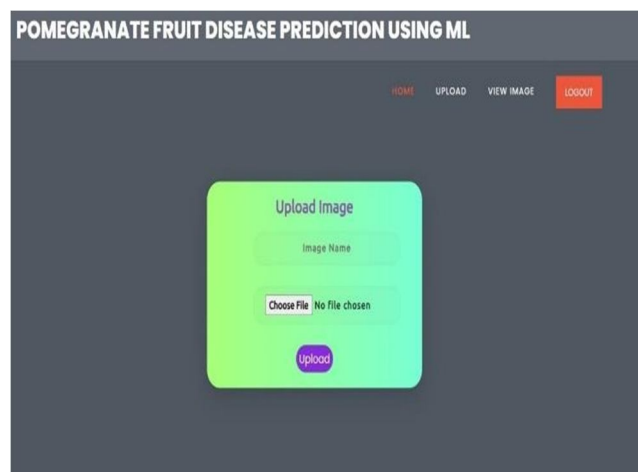 POMEGRANATE FRUIT DISEASE PREDICTION USING ML
HOME UPLOAD VIEW IMAGE LOGOUT
Upload Image
Image Name
Choose File No file chosen
Upload